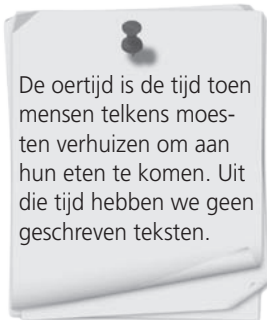 De oertijd is de tijd toen
mensen telkens moes-
ten verhuizen om aan
hun eten te komen. Uit
die tijd hebben we geen
geschreven teksten.